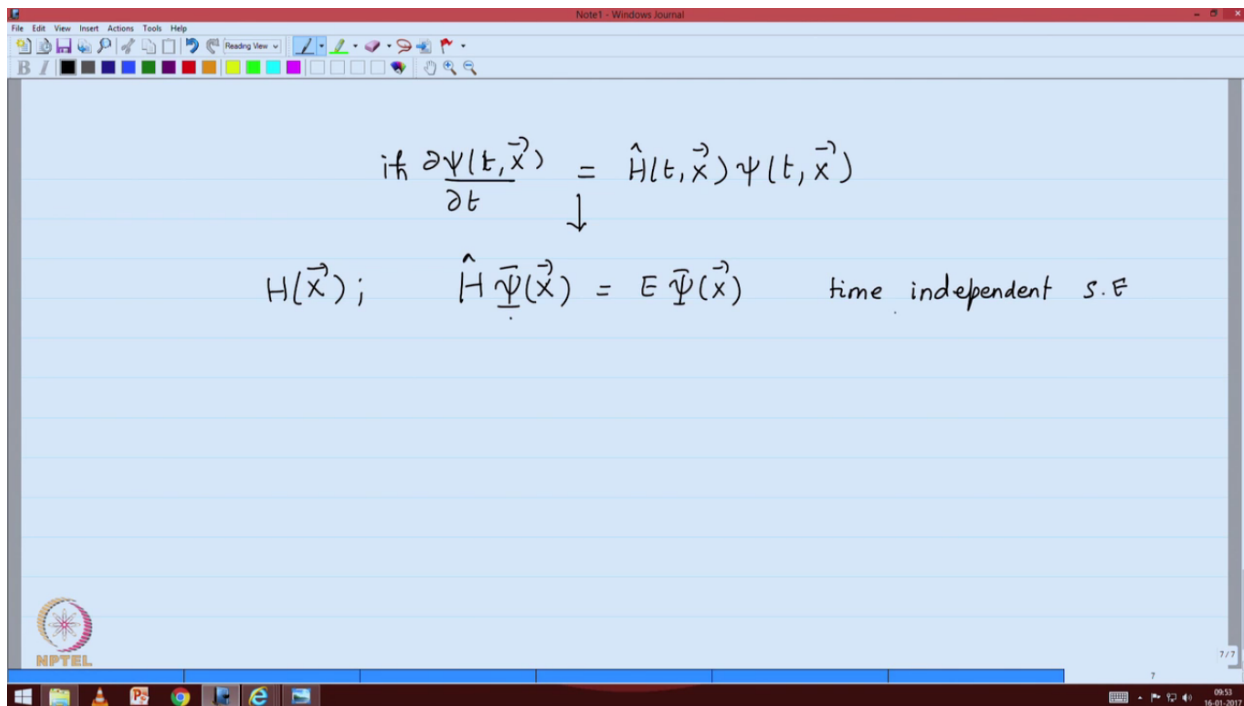 Note1 - Windows Journal
File Edit View Insert Actions Tools Help
Reading View
B I
iħ ∂ψ(t, x⃗)/∂t = Ĥ(t, x⃗) ψ(t, x⃗)
↓
H(x⃗); Ĥ Ψ(x⃗) = E Ψ(x⃗) time independent S.E
NPTEL
7/7
7
09:53
16-01-2017